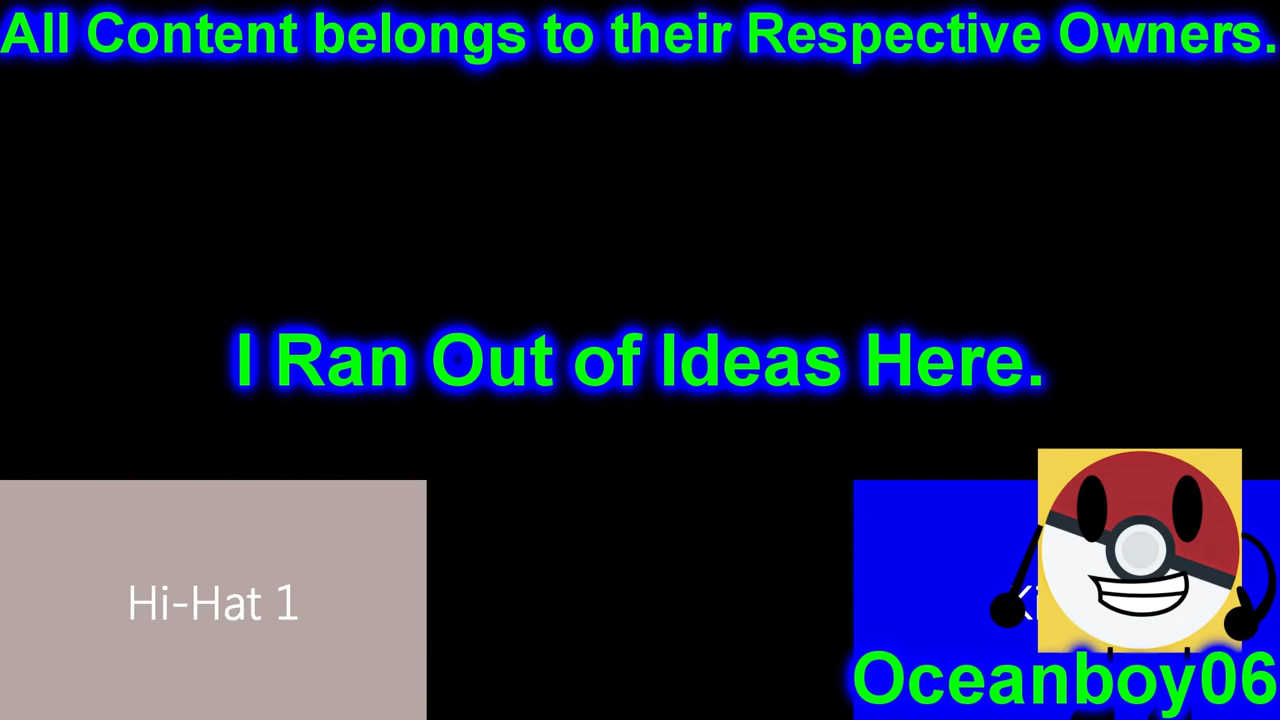 All Content belongs to their Respective Owners.
I Ran Out of Ideas Here.
Hi-Hat 1
Oceanboy06